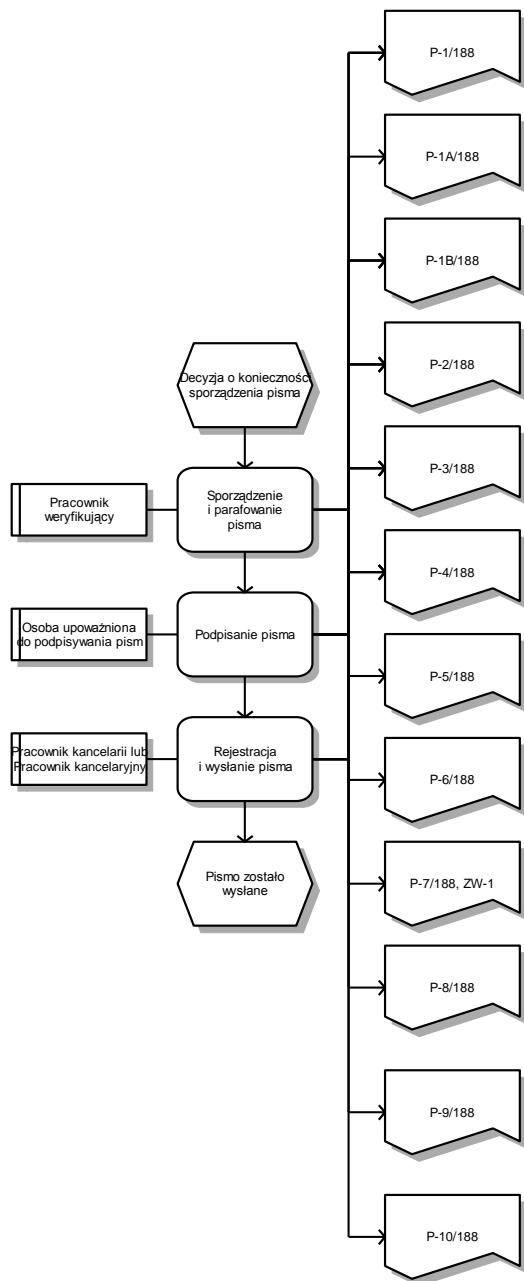 P-1/188
P-1A/188
P-1B/188
P-2/188
Decyzja o konieczności
sporządzenia pisma
P-3/188
Pracownik
weryfikujący
Sporządzenie
i parafowanie
pisma
P-4/188
Osoba upoważniona
do podpisywania pism
Podpisanie pisma
P-5/188
Pracownik kancelarii lub
Pracownik kancelaryjny
Rejestracja
i wysłanie pisma
P-6/188
Pismo zostało
wysłane
P-7/188, ZW-1
P-8/188
P-9/188
P-10/188